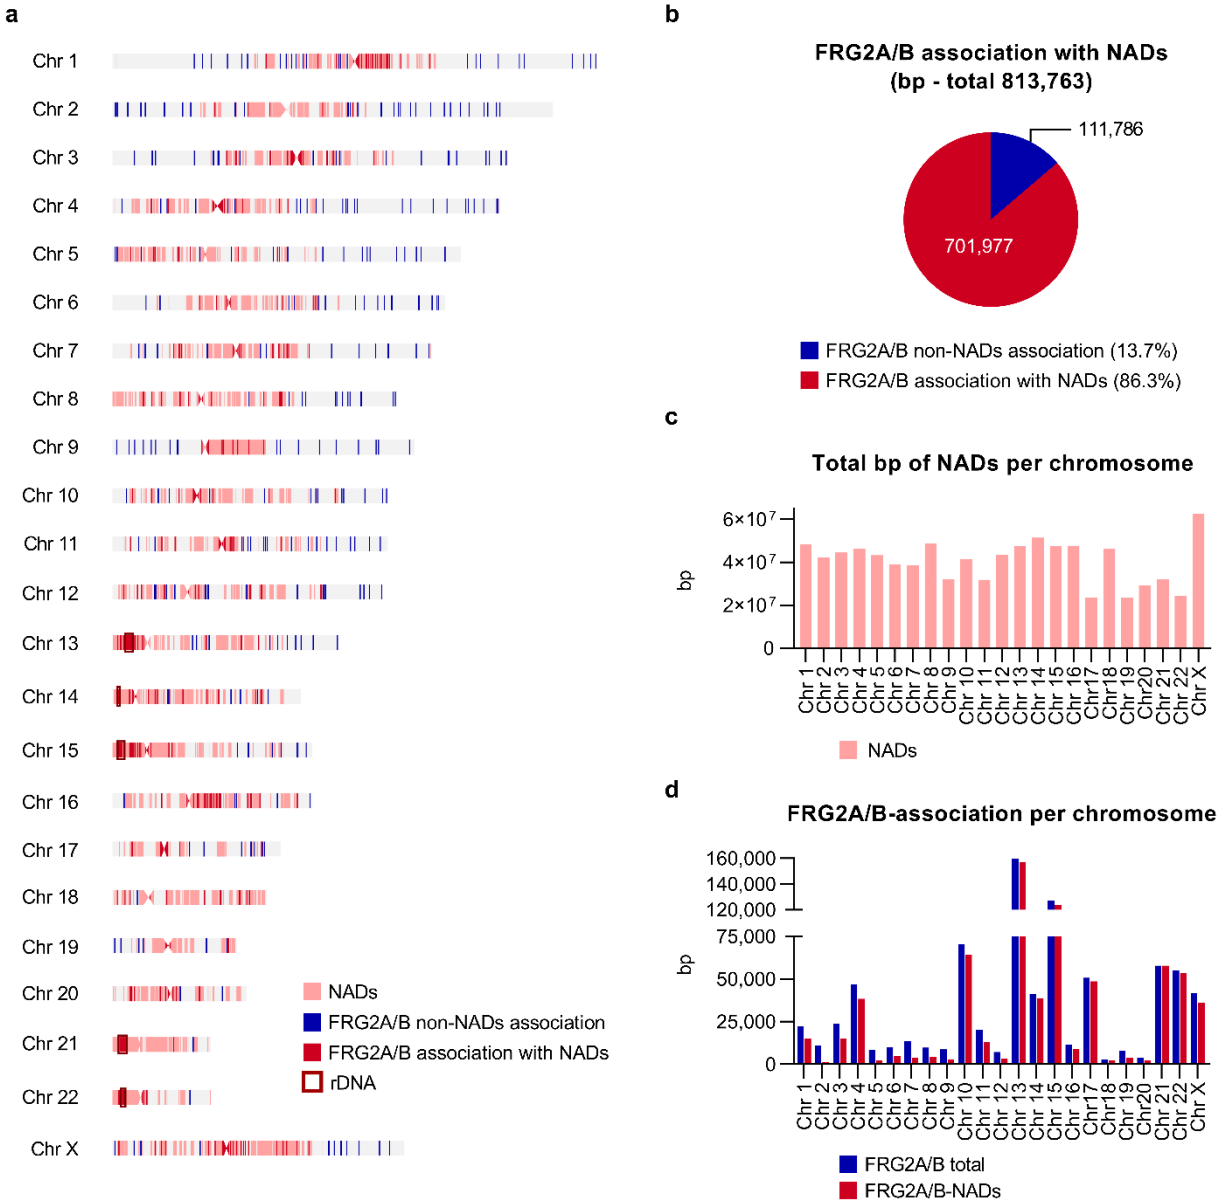 a
Chr 1
Chr 2
Chr 3
Chr 4
Chr 5
Chr 6
Chr 7
Chr 8
Chr 9
Chr 10
Chr 11
Chr 12
Chr 13
Chr 14
Chr 15
Chr 16
Chr 17
Chr 18
Chr 19
Chr 20
Chr 21
Chr 22
Chr X
NADs
FRG2A/B non-NADs association
FRG2A/B association with NADs
rDNA
b
FRG2A/B association with NADs
(bp - total 813,763)
111,786
701,977
FRG2A/B non-NADs association (13.7%)
FRG2A/B association with NADs (86.3%)
c
Total bp of NADs per chromosome
bp
6×10⁷
4×10⁷
2×10⁷
0
Chr 1
Chr 2
Chr 3
Chr 4
Chr 5
Chr 6
Chr 7
Chr 8
Chr 9
Chr 10
Chr 11
Chr 12
Chr 13
Chr 14
Chr 15
Chr 16
Chr17
Chr18
Chr 19
Chr20
Chr 21
Chr 22
Chr X
NADs
d
FRG2A/B-association per chromosome
bp
160,000
140,000
120,000
75,000
50,000
25,000
0
Chr 1
Chr 2
Chr 3
Chr 4
Chr 5
Chr 6
Chr 7
Chr 8
Chr 9
Chr 10
Chr 11
Chr 12
Chr 13
Chr 14
Chr 15
Chr 16
Chr17
Chr18
Chr 19
Chr20
Chr 21
Chr 22
Chr X
FRG2A/B total
FRG2A/B-NADs